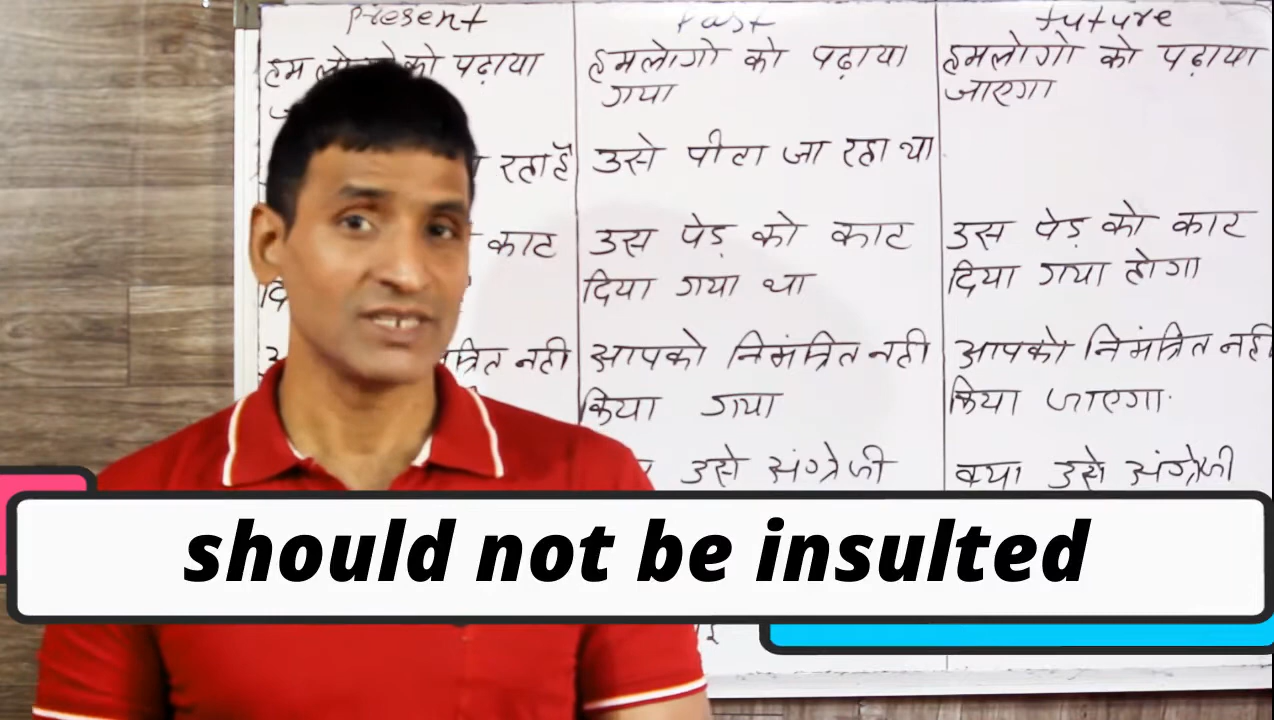 Present Past future
हम को पढ़ाया हमलोगो को पढ़ाया हमलोगो को पढ़ाया
गया जाएगा
रहा है उसे पीटा जा रहा था
काट उस पेड़ को काट उस पेड़ को काट
दि दिया गया था दिया गया होगा
नही आपको निमंत्रित नही आपको निमंत्रित नही
किया गया किया जाएगा.
उसे अंग्रेजी क्या उसे अंग्रेजी
should not be insulted